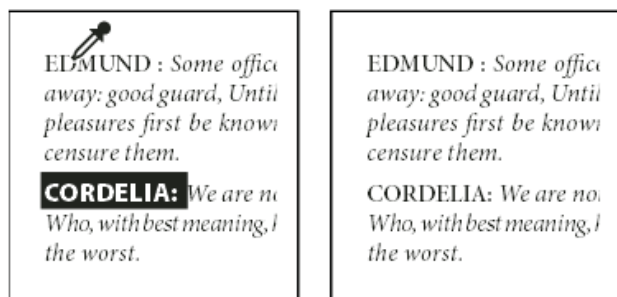 EDMUND : Some offic
away: good guard, Until
pleasures first be know
censure them.
CORDELIA: We are n
Who, with best meaning,
the worst.
EDMUND : Some offic
away: good guard, Until
pleasures first be know
censure them.
CORDELIA: We are no
Who, with best meaning,
the worst.